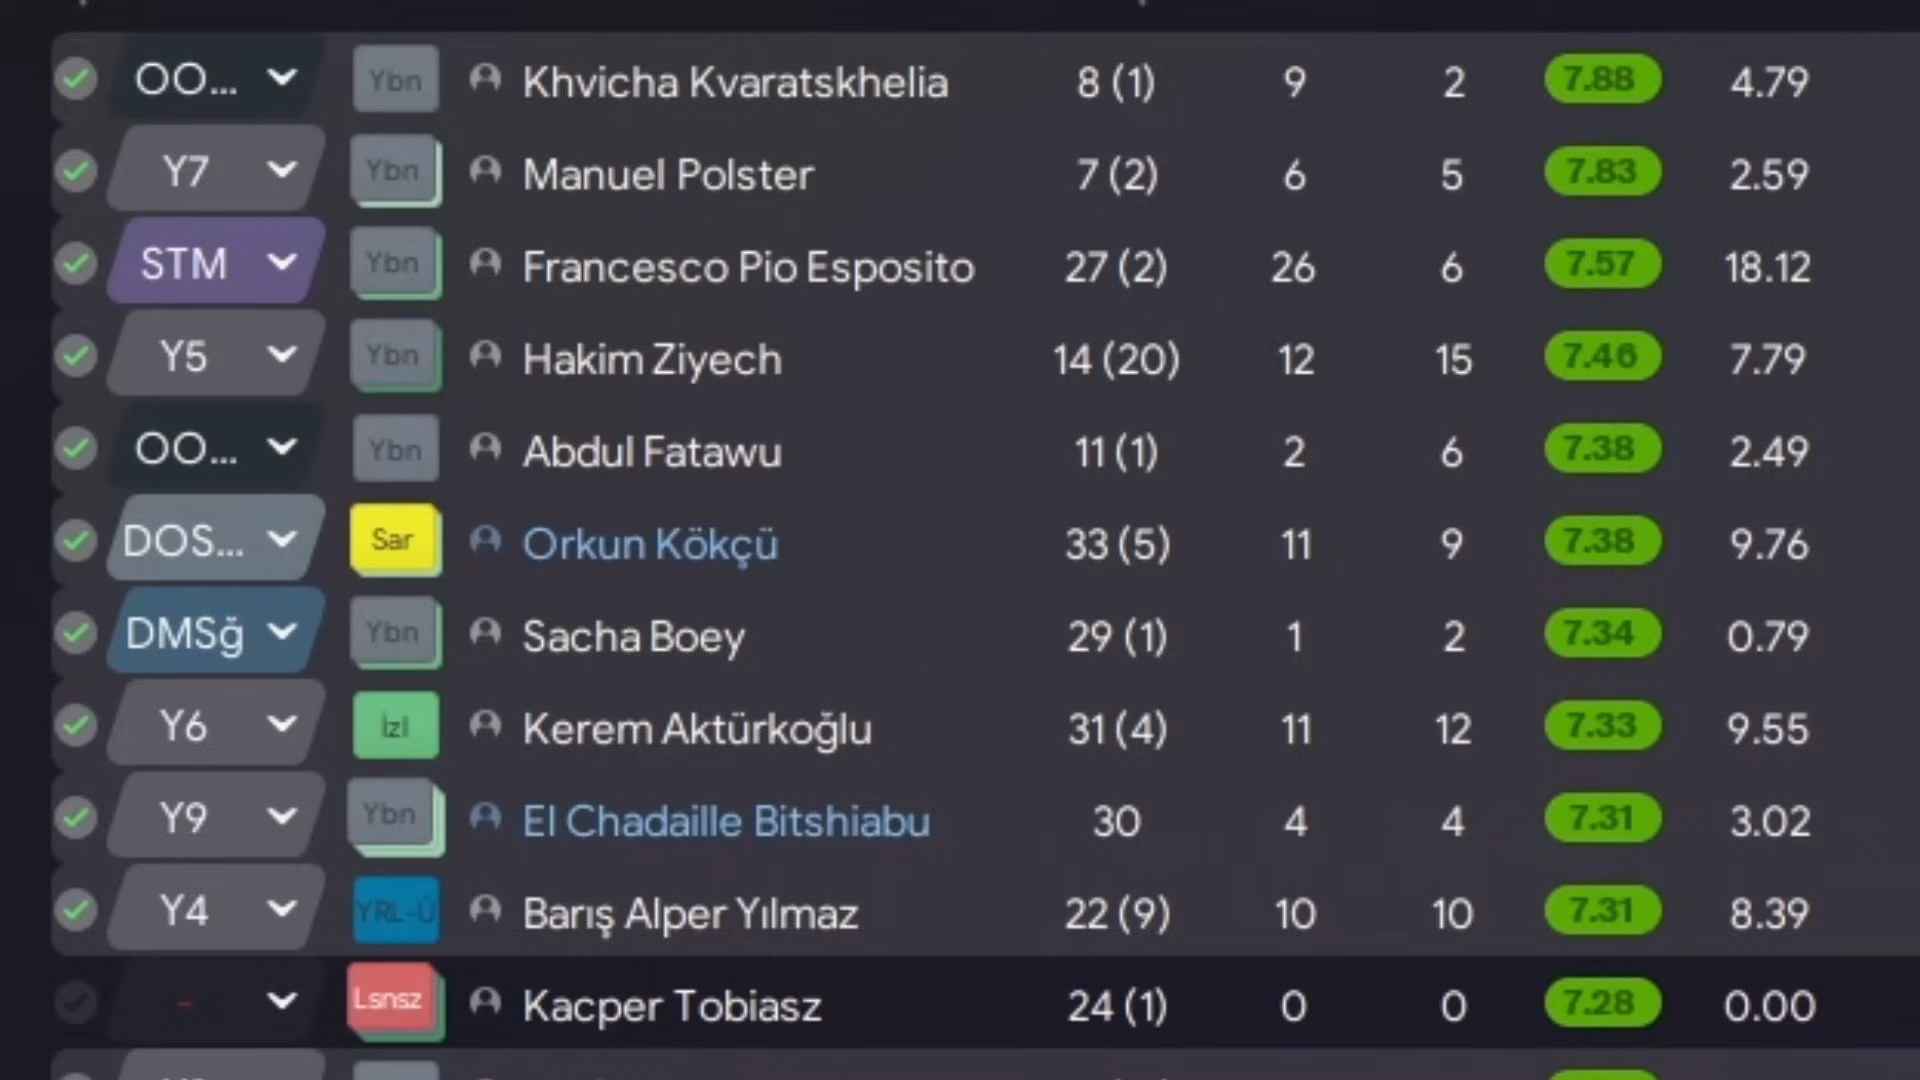 OO... Ybn Khvicha Kvaratskhelia 8 (1) 9 2 7.88 4.79
Y7 Ybn Manuel Polster 7 (2) 6 5 7.83 2.59
STM Ybn Francesco Pio Esposito 27 (2) 26 6 7.57 18.12
Y5 Ybn Hakim Ziyech 14 (20) 12 15 7.46 7.79
OO... Ybn Abdul Fatawu 11 (1) 2 6 7.38 2.49
DOS... Sar Orkun Kökçü 33 (5) 11 9 7.38 9.76
DMSğ Ybn Sacha Boey 29 (1) 1 2 7.34 0.79
Y6 İzl Kerem Aktürkoğlu 31 (4) 11 12 7.33 9.55
Y9 Ybn El Chadaille Bitshiabu 30 4 4 7.31 3.02
Y4 YRL-Ü Barış Alper Yılmaz 22 (9) 10 10 7.31 8.39
- Lsnsz Kacper Tobiasz 24 (1) 0 0 7.28 0.00